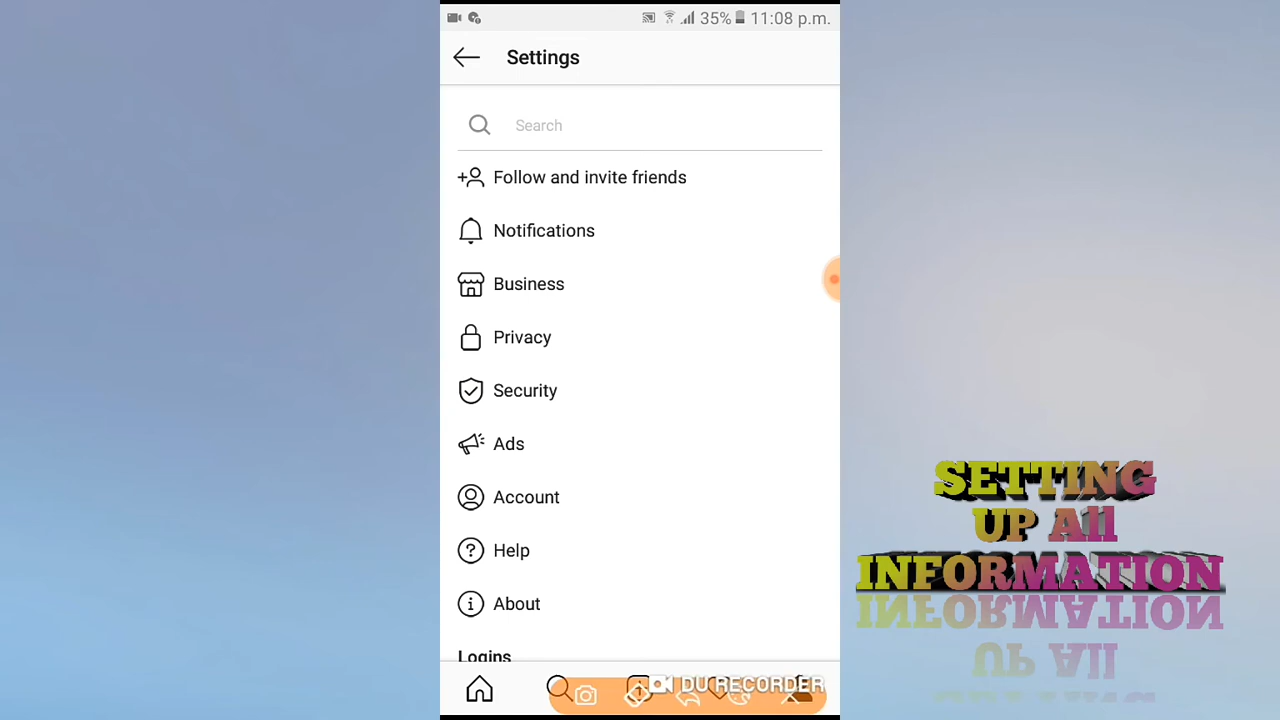 35% 11:08 p.m.
Settings
Search
Follow and invite friends
Notifications
Business
Privacy
Security
Ads
Account
Help
About
Logins
DU RECORDER
SETTING
UP All
INFORMATION